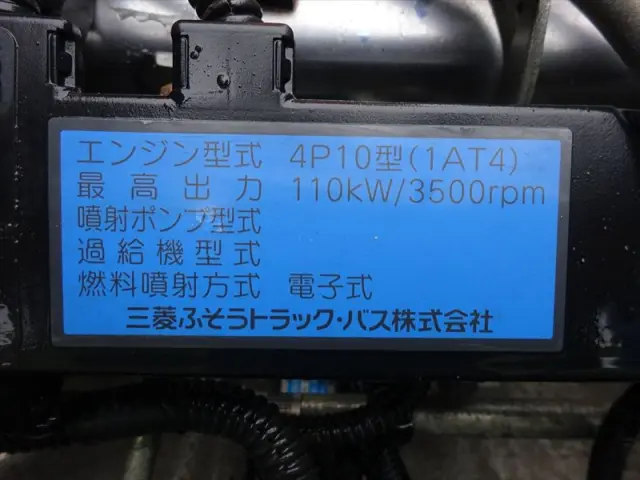 エンジン型式 4P10型(1AT4)
最高出力 110kW/3500rpm
噴射ポンプ型式
過給機型式
燃料噴射方式 電子式
三菱ふそうトラック・バス株式会社